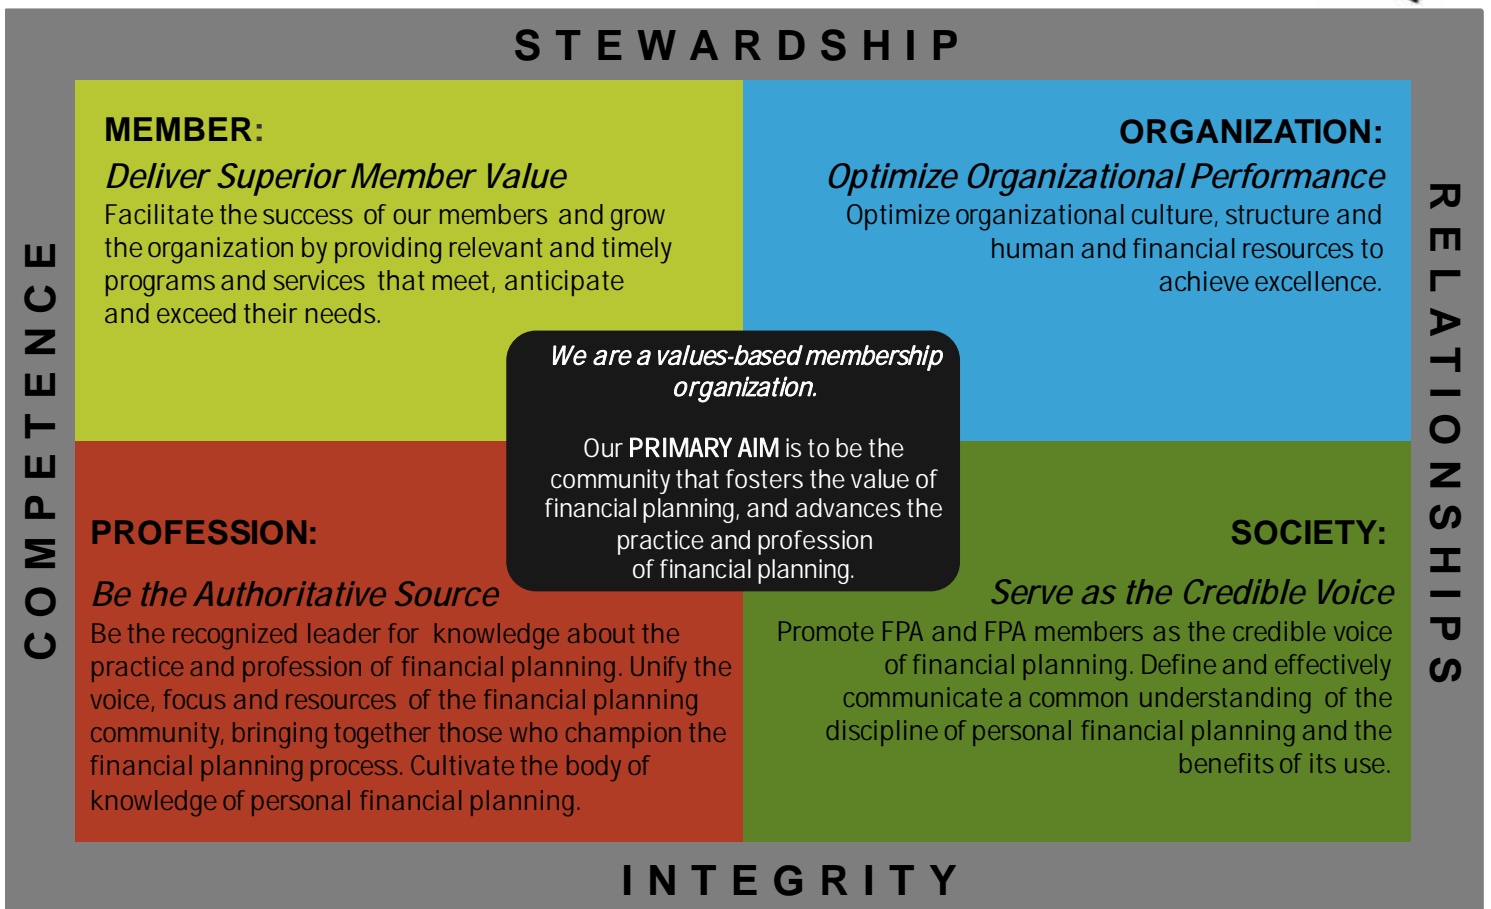 STEWARDSHIP
COMPETENCE
MEMBER:
Deliver Superior Member Value
Facilitate the success of our members and grow
the organization by providing relevant and timely
programs and services that meet, anticipate
and exceed their needs.
ORGANIZATION:
Optimize Organizational Performance
Optimize organizational culture, structure and
human and financial resources to
achieve excellence.
RELATIONSHIPS
We are a values-based membership
organization.
Our PRIMARY AIM is to be the
community that fosters the value of
financial planning, and advances the
practice and profession
of financial planning.
PROFESSION:
Be the Authoritative Source
Be the recognized leader for knowledge about the
practice and profession of financial planning. Unify the
voice, focus and resources of the financial planning
community, bringing together those who champion the
financial planning process. Cultivate the body of
knowledge of personal financial planning.
SOCIETY:
Serve as the Credible Voice
Promote FPA and FPA members as the credible voice
of financial planning. Define and effectively
communicate a common understanding of the
discipline of personal financial planning and the
benefits of its use.
INTEGRITY